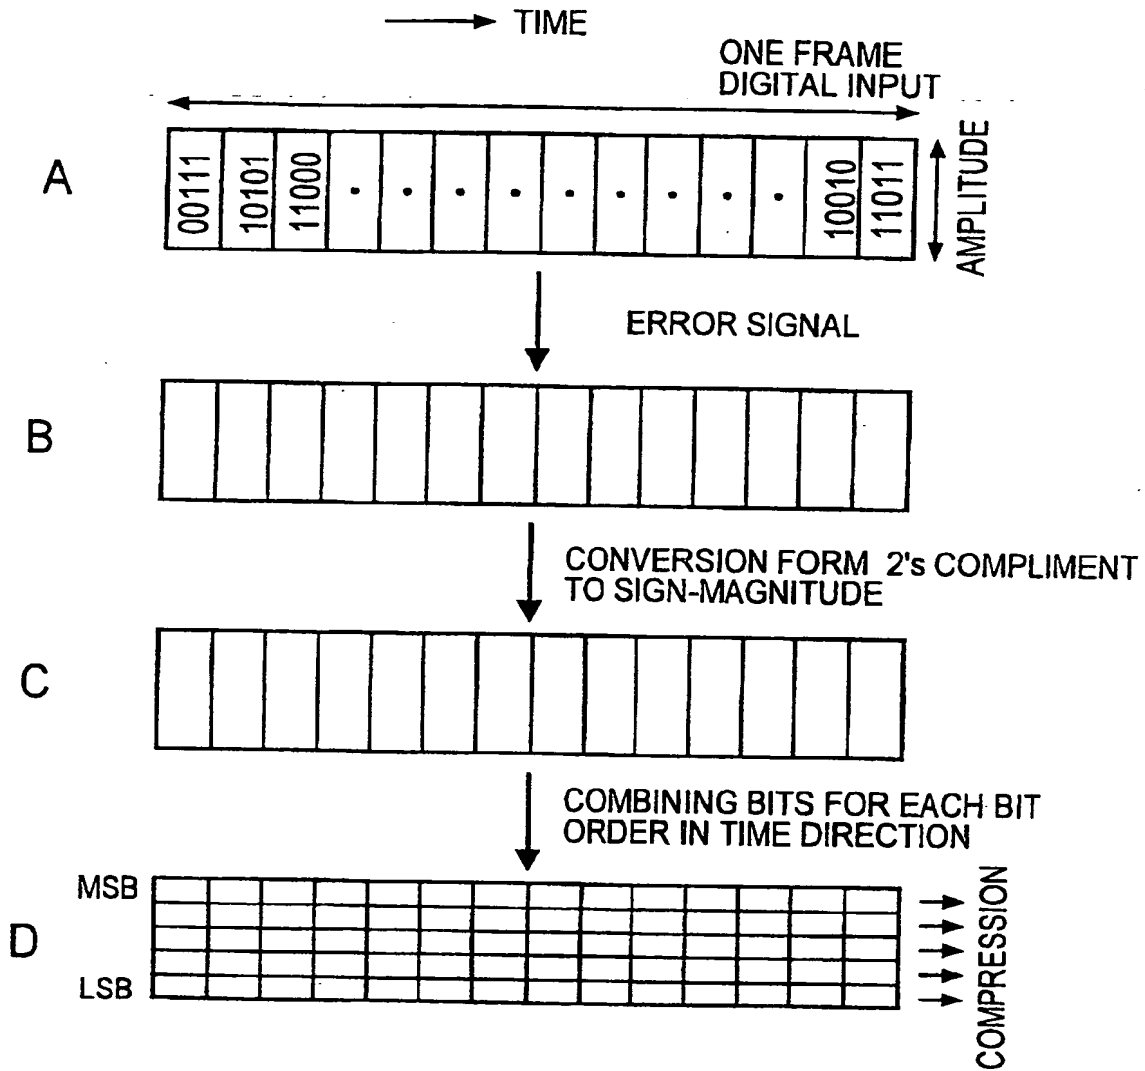 TIME
ONE FRAME
DIGITAL INPUT
A
00111
10101
11000
10010
11011
AMPLITUDE
ERROR SIGNAL
B
CONVERSION FORM 2's COMPLIMENT
TO SIGN-MAGNITUDE
C
COMBINING BITS FOR EACH BIT
ORDER IN TIME DIRECTION
MSB
D
LSB
COMPRESSION